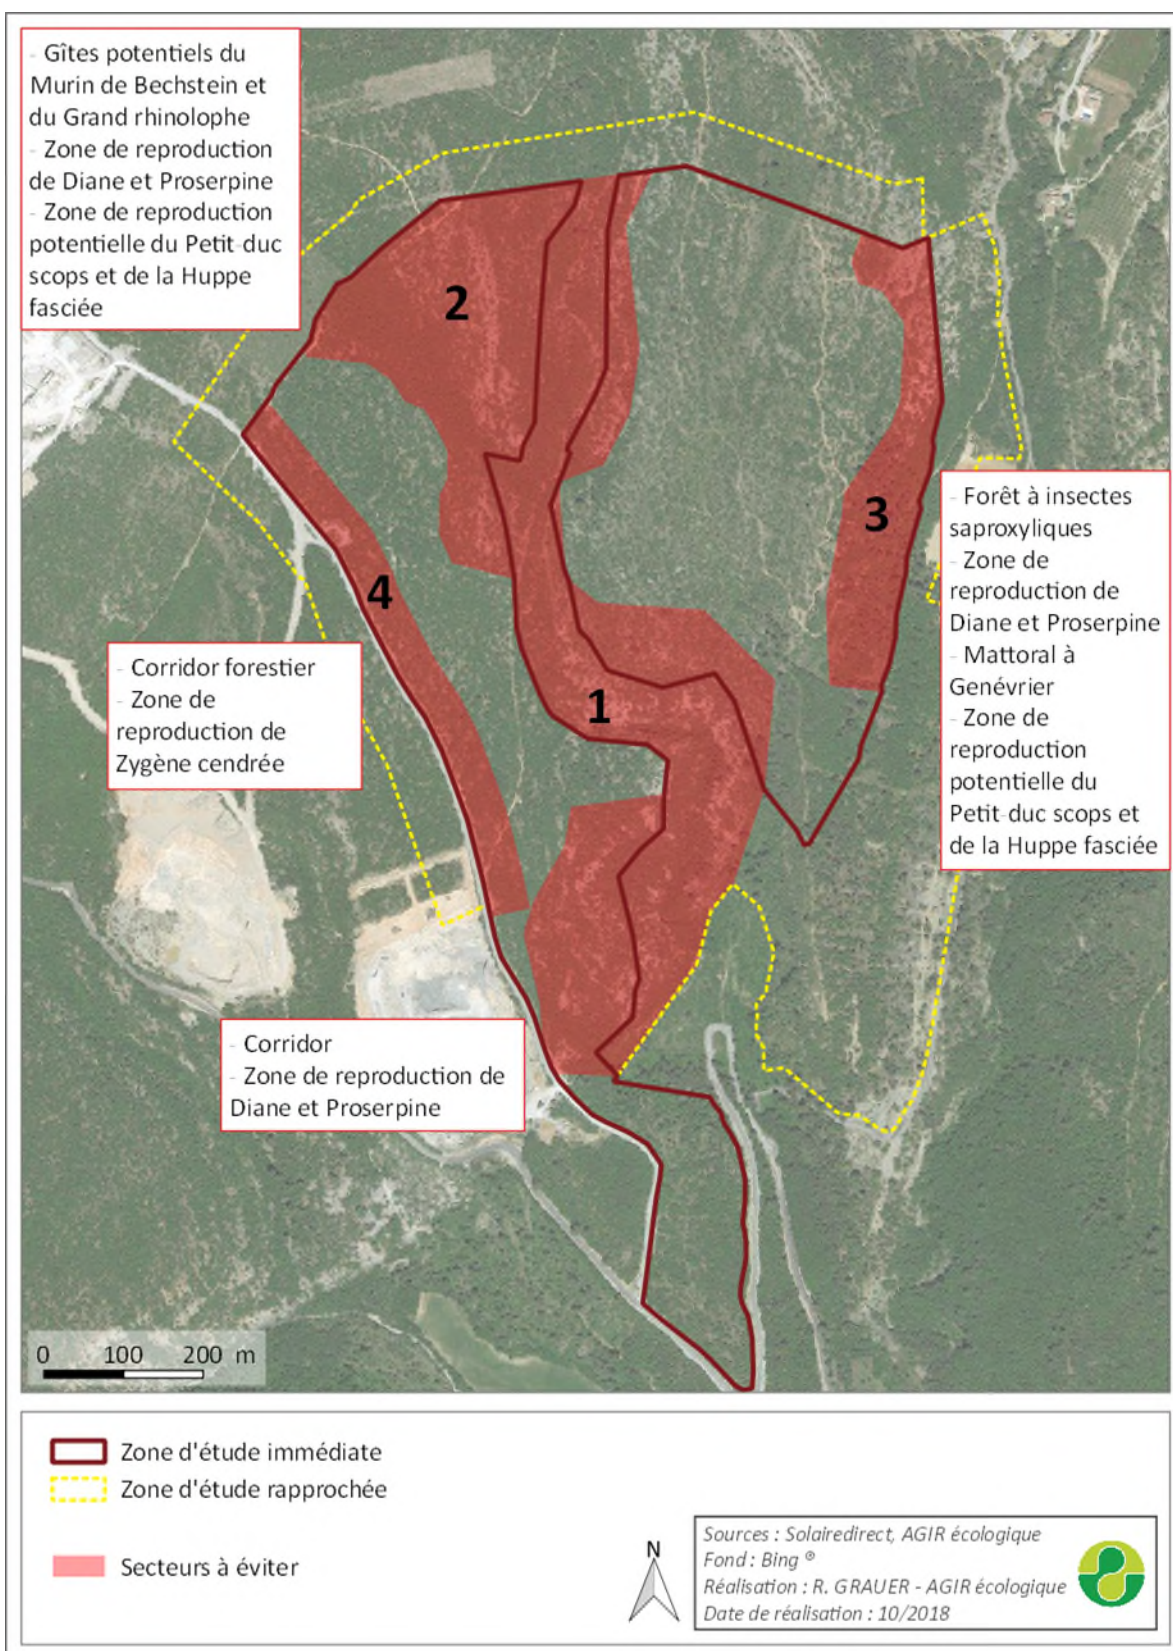 - Gîtes potentiels du
Murin de Bechstein et
du Grand rhinolophe
- Zone de reproduction
de Diane et Proserpine
- Zone de reproduction
potentielle du Petit-duc
scops et de la Huppe
fasciée
2
3
4
1
- Forêt à insectes
saproxyliques
- Zone de
reproduction de
Diane et Proserpine
- Mattoral à
Genévrier
- Zone de
reproduction
potentielle du
Petit-duc scops et
de la Huppe fasciée
- Corridor forestier
- Zone de
reproduction de
Zygène cendrée
- Corridor
- Zone de reproduction de
Diane et Proserpine
0 100 200 m
Zone d'étude immédiate
Zone d'étude rapprochée
Secteurs à éviter
N
Sources : Solairedirect, AGIR écologique
Fond : Bing ®
Réalisation : R. GRAUER - AGIR écologique
Date de réalisation : 10/2018